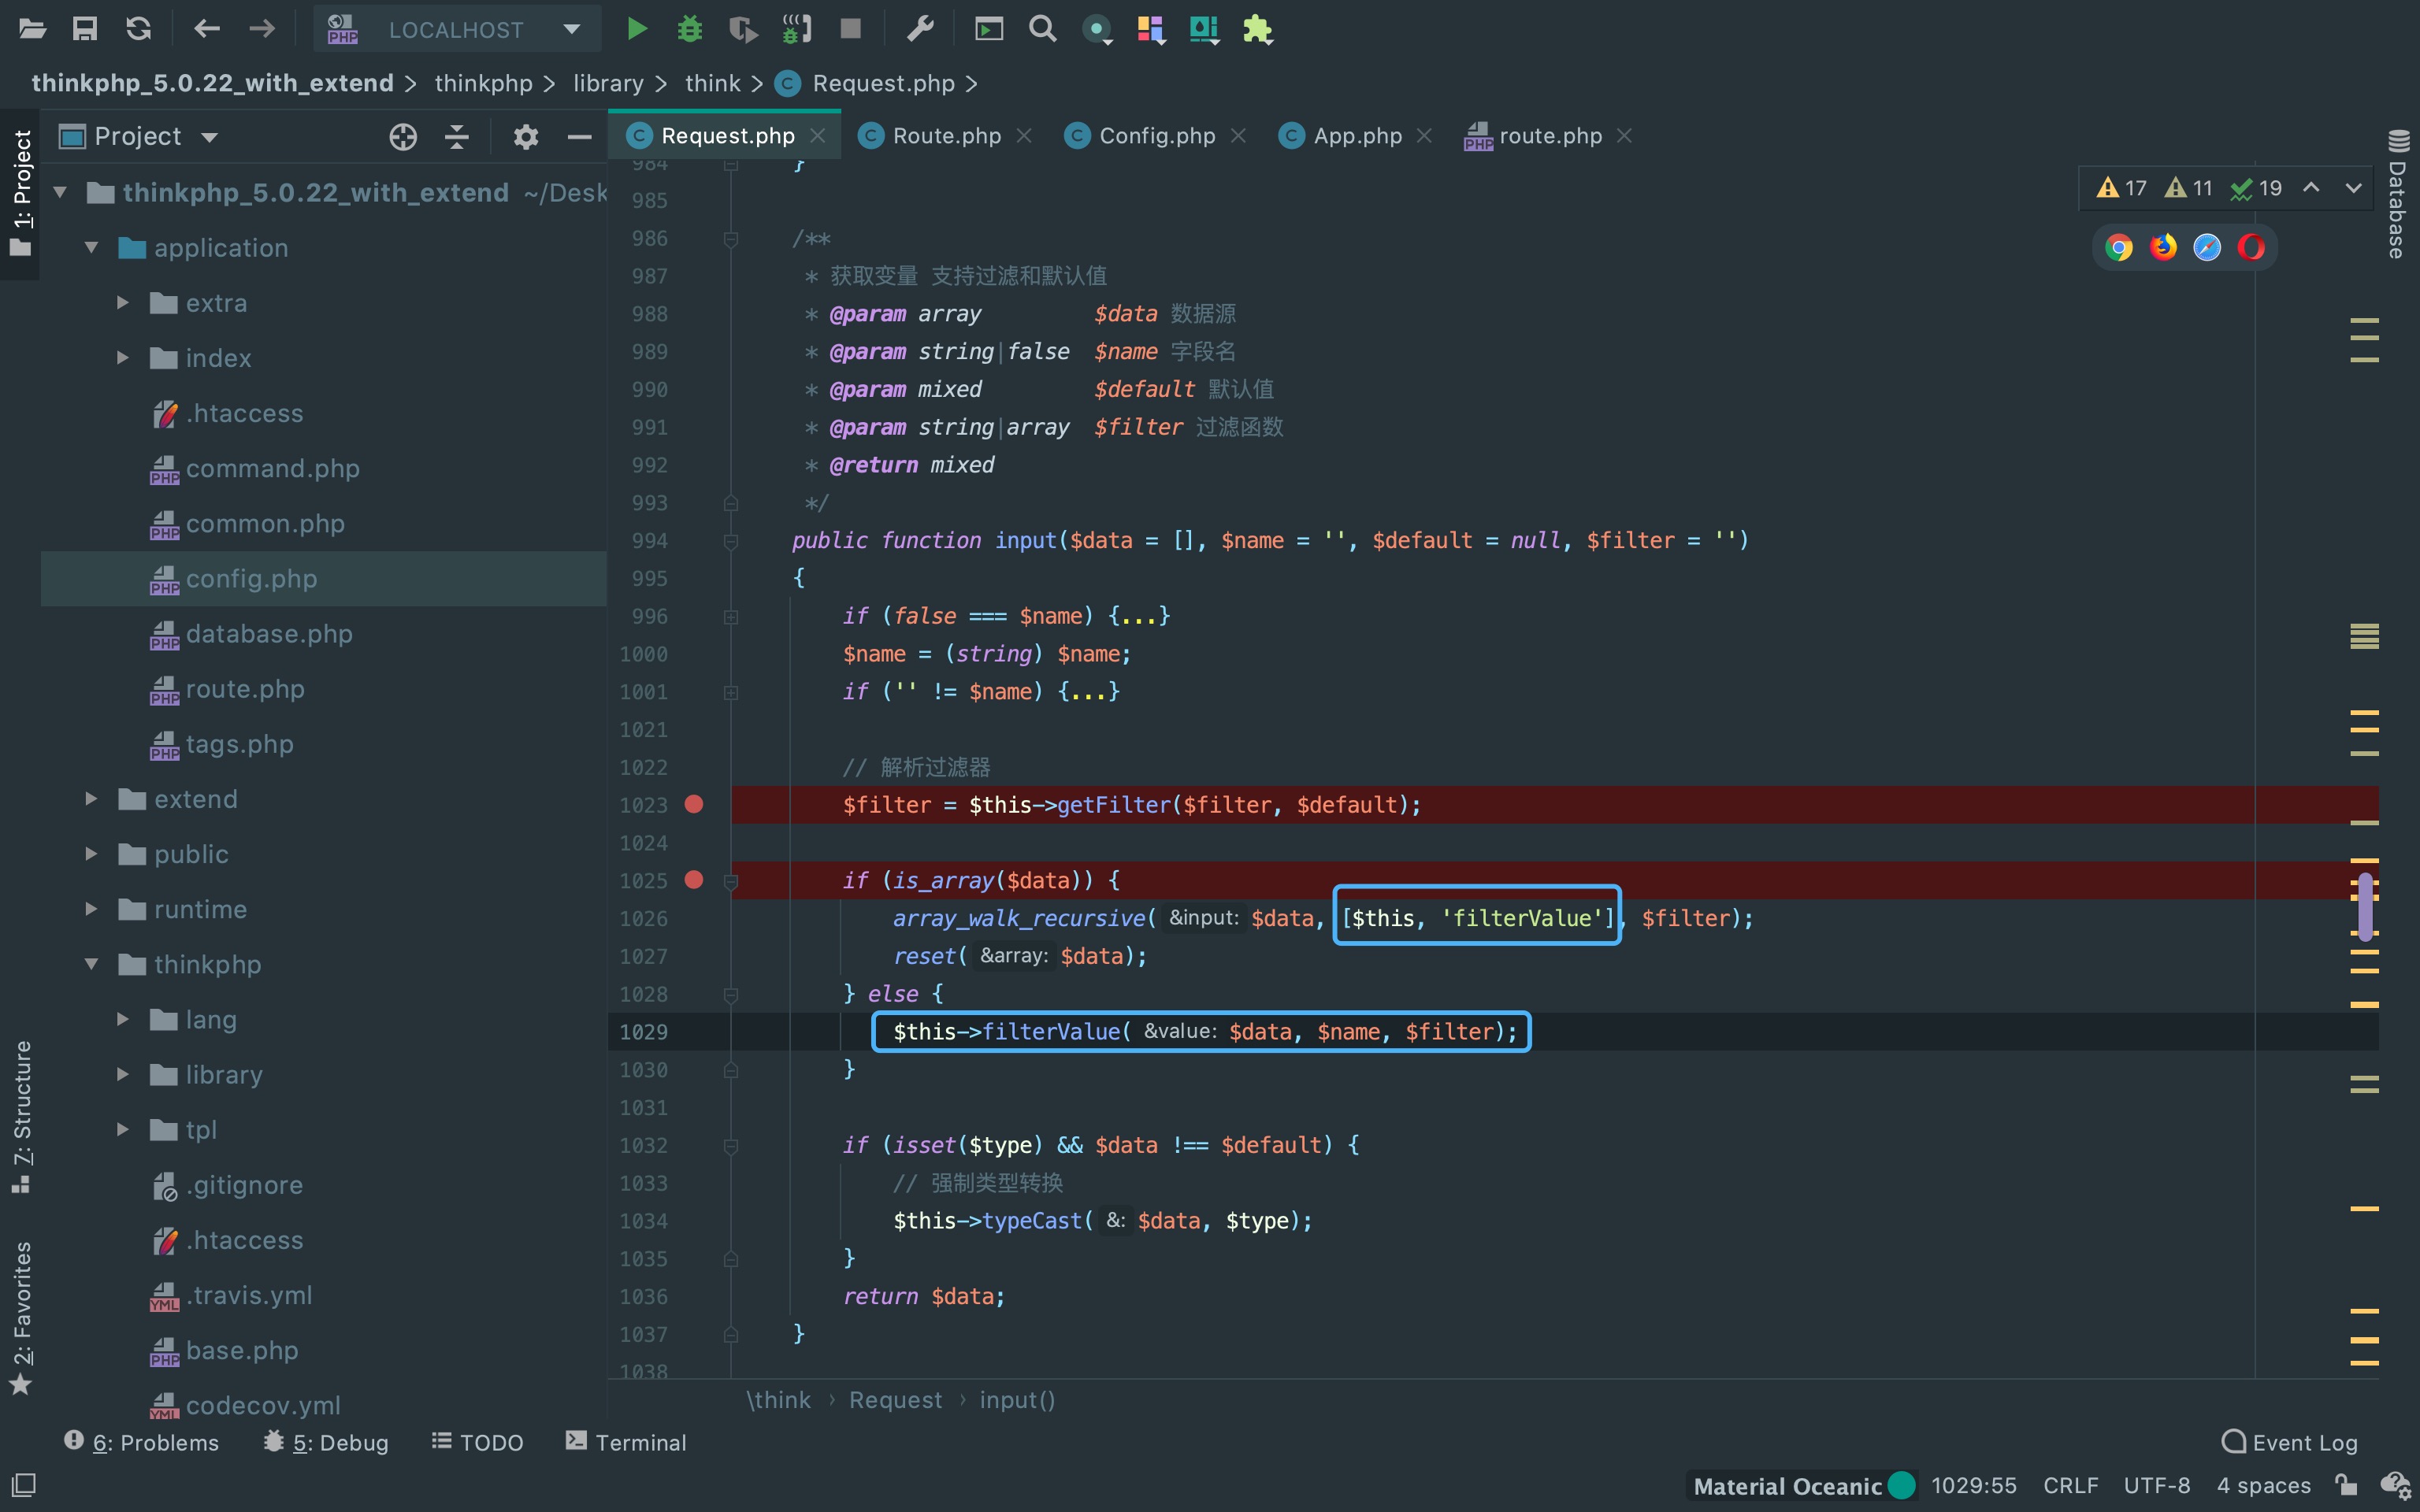 LOCALHOST
thinkphp_5.0.22_with_extend > thinkphp > library > think > Request.php >
Project
Request.php
Route.php
Config.php
App.php
route.php
1: Project
7: Structure
2: Favorites
Database
thinkphp_5.0.22_with_extend ~/Desk
application
extra
index
.htaccess
command.php
common.php
config.php
database.php
route.php
tags.php
extend
public
runtime
thinkphp
lang
library
tpl
.gitignore
.htaccess
.travis.yml
base.php
codecov.yml
17 11 19
984 }
985
986 /**
987 * 获取变量 支持过滤和默认值
988 * @param array $data 数据源
989 * @param string|false $name 字段名
990 * @param mixed $default 默认值
991 * @param string|array $filter 过滤函数
992 * @return mixed
993 */
994 public function input($data = [], $name = '', $default = null, $filter = '')
995 {
996 if (false === $name) {...}
1000 $name = (string) $name;
1001 if ('' != $name) {...}
1021
1022 // 解析过滤器
1023 $filter = $this->getFilter($filter, $default);
1024
1025 if (is_array($data)) {
1026 array_walk_recursive( &input: $data, [$this, 'filterValue'], $filter);
1027 reset( &array: $data);
1028 } else {
1029 $this->filterValue( &value: $data, $name, $filter);
1030 }
1031
1032 if (isset($type) && $data !== $default) {
1033 // 强制类型转换
1034 $this->typeCast( &: $data, $type);
1035 }
1036 return $data;
1037 }
1038
\think › Request › input()
6: Problems
5: Debug
TODO
Terminal
Event Log
Material Oceanic
1029:55
CRLF
UTF-8
4 spaces